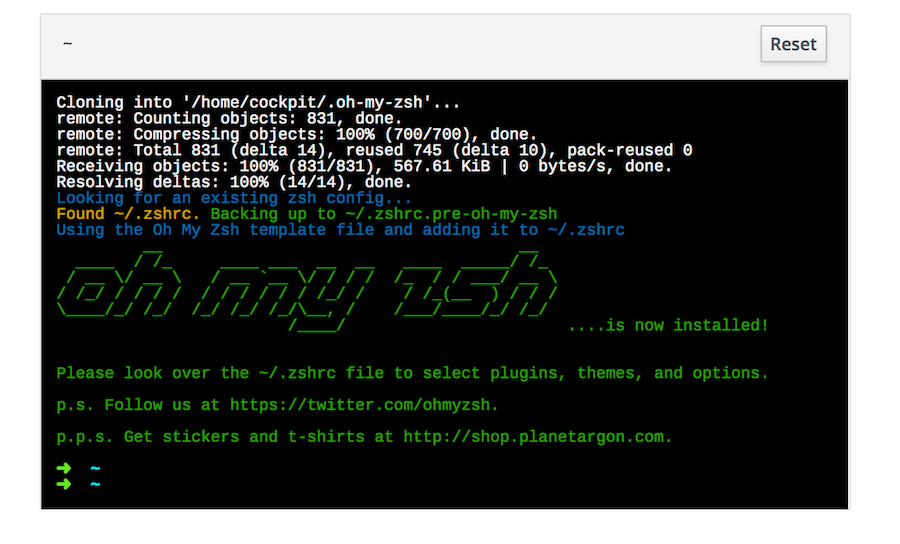 ~
Reset
Cloning into '/home/cockpit/.oh-my-zsh'...
remote: Counting objects: 831, done.
remote: Compressing objects: 100% (700/700), done.
remote: Total 831 (delta 14), reused 745 (delta 10), pack-reused 0
Receiving objects: 100% (831/831), 567.61 KiB | 0 bytes/s, done.
Resolving deltas: 100% (14/14), done.
Looking for an existing zsh config...
Found ~/.zshrc. Backing up to ~/.zshrc.pre-oh-my-zsh
Using the Oh My Zsh template file and adding it to ~/.zshrc
oh my zsh
....is now installed!
Please look over the ~/.zshrc file to select plugins, themes, and options.
p.s. Follow us at https://twitter.com/ohmyzsh.
p.p.s. Get stickers and t-shirts at http://shop.planetargon.com.
➜ ~
➜ ~